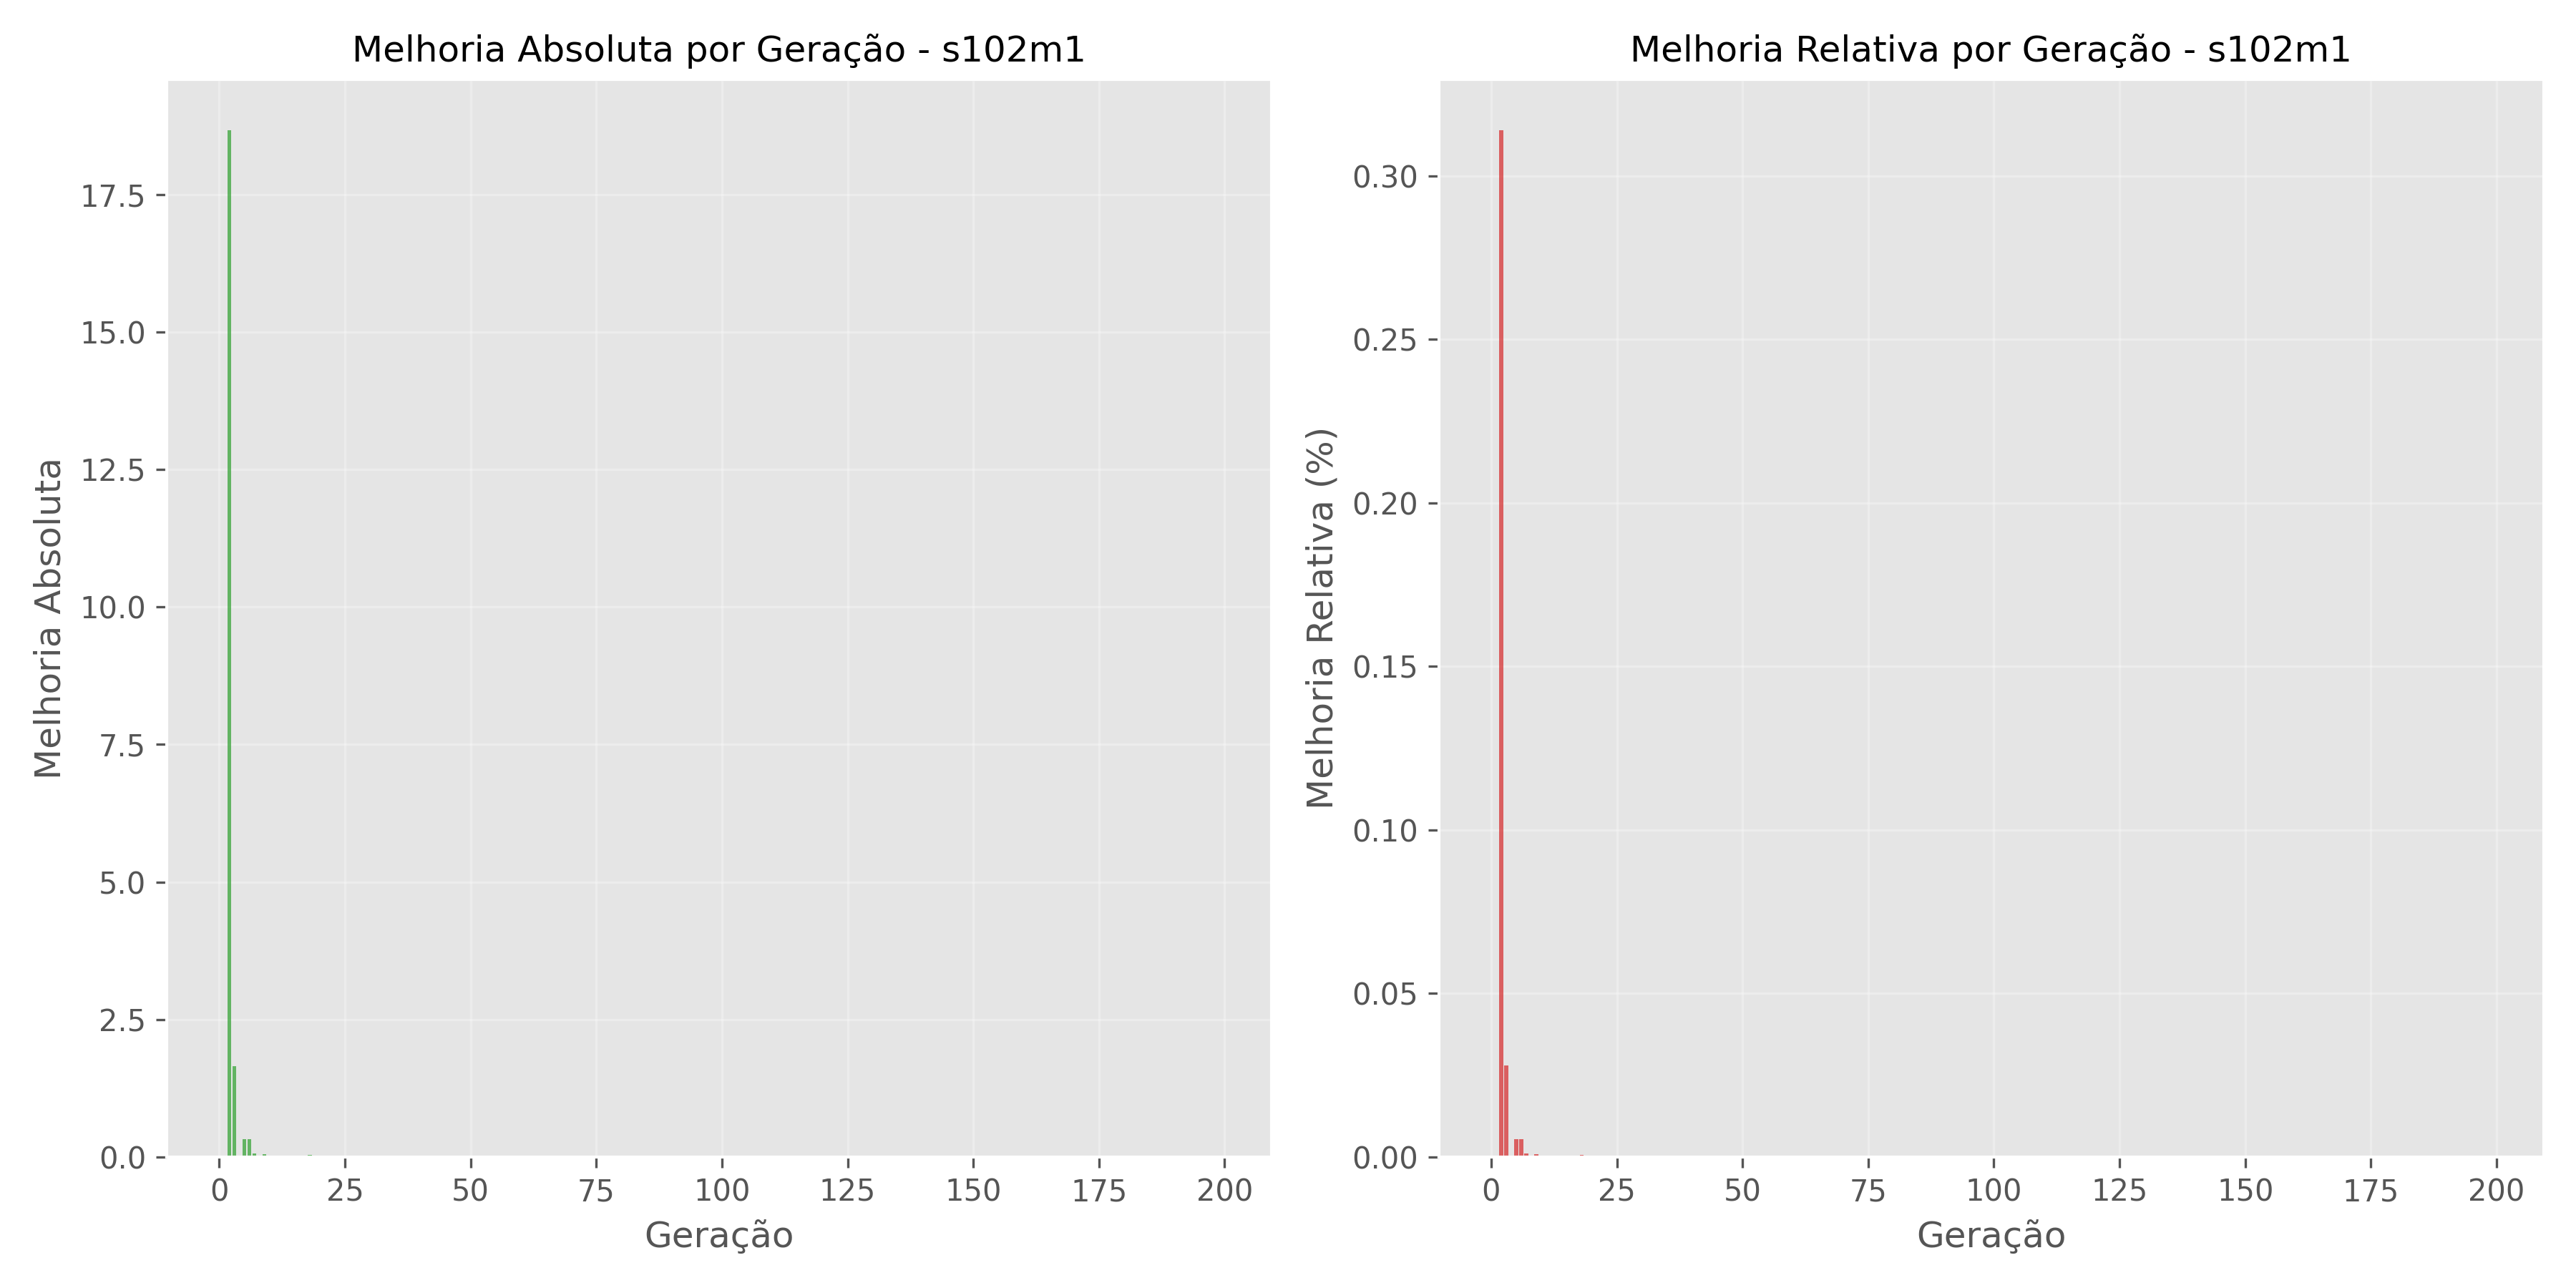 Melhoria Absoluta por Geração - s102m1
Melhoria Absoluta
17.5
15.0
12.5
10.0
7.5
5.0
2.5
0.0
0 25 50 75 100 125 150 175 200
Geração
Melhoria Relativa por Geração - s102m1
Melhoria Relativa (%)
0.30
0.25
0.20
0.15
0.10
0.05
0.00
0 25 50 75 100 125 150 175 200
Geração